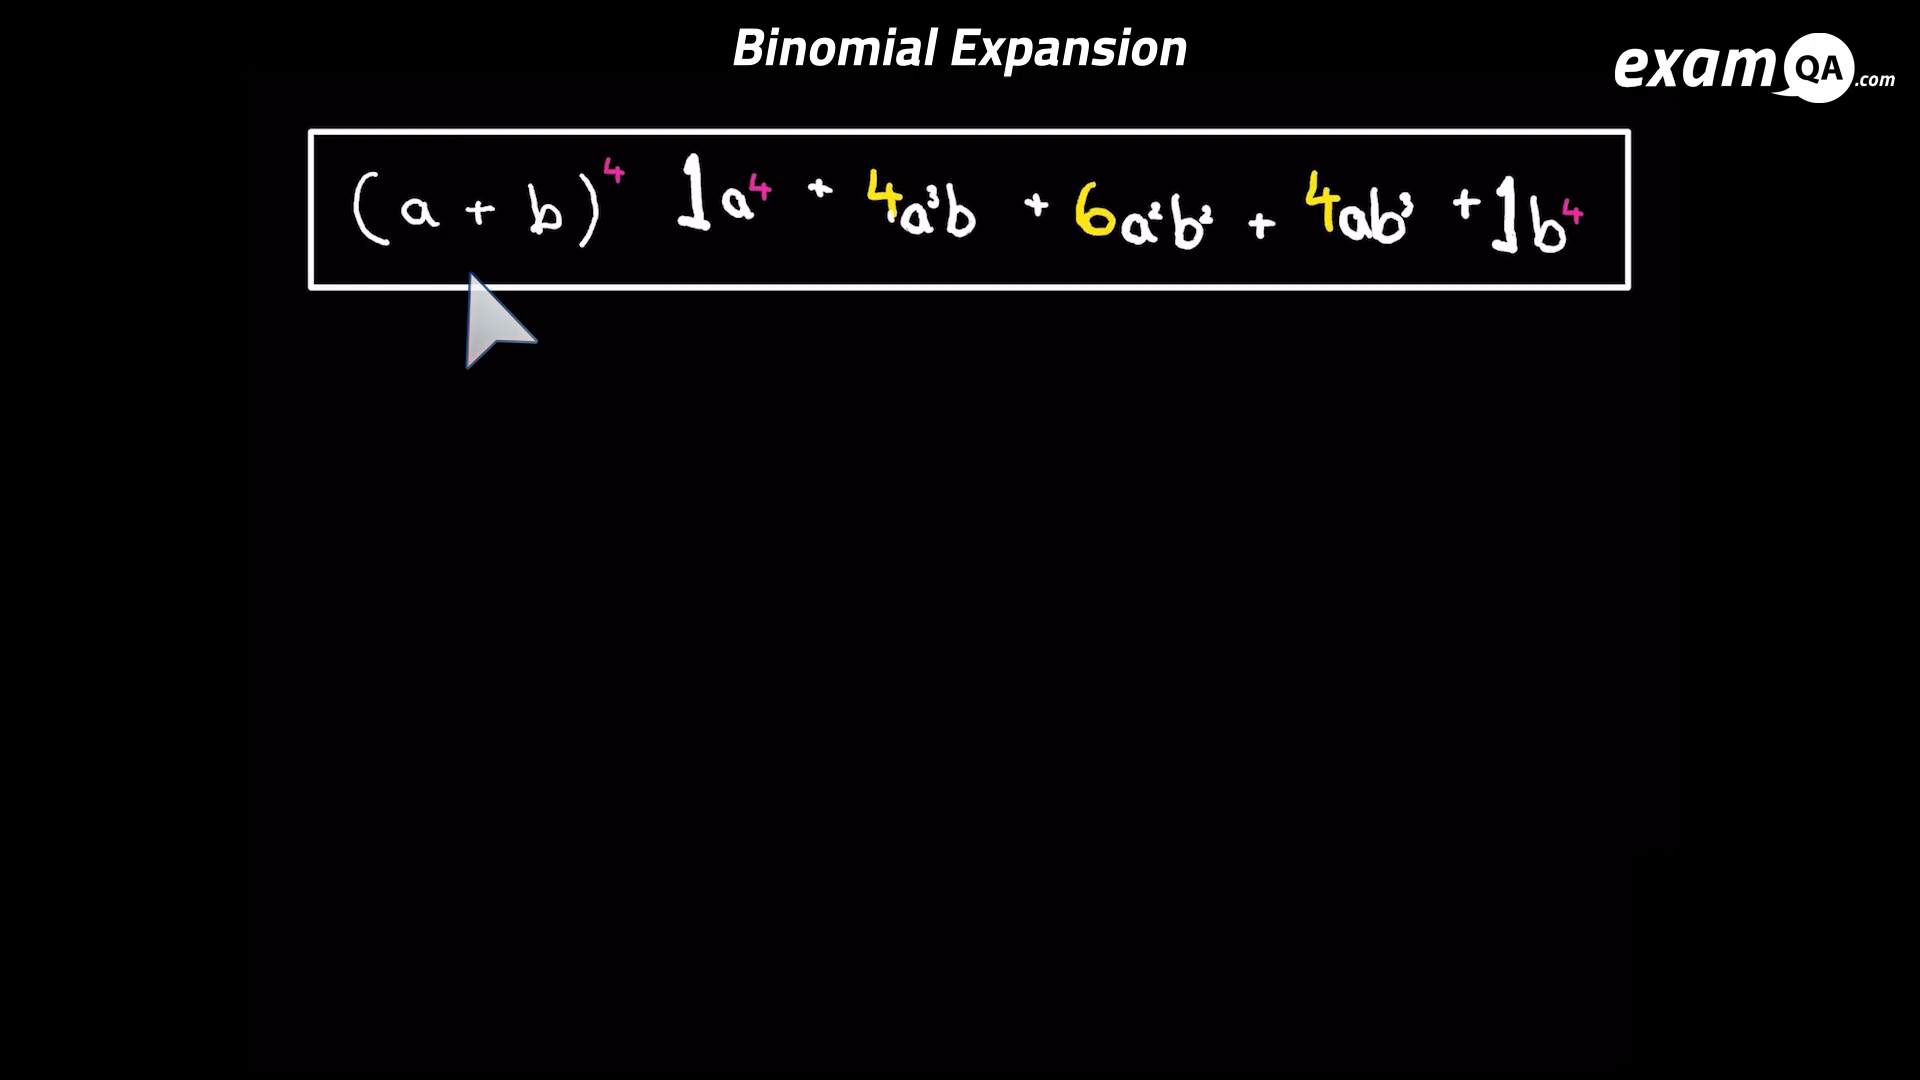 Binomial Expansion
examQA.com
(a + b)⁴ 1a⁴ + 4a³b + 6a²b² + 4ab³ + 1b⁴